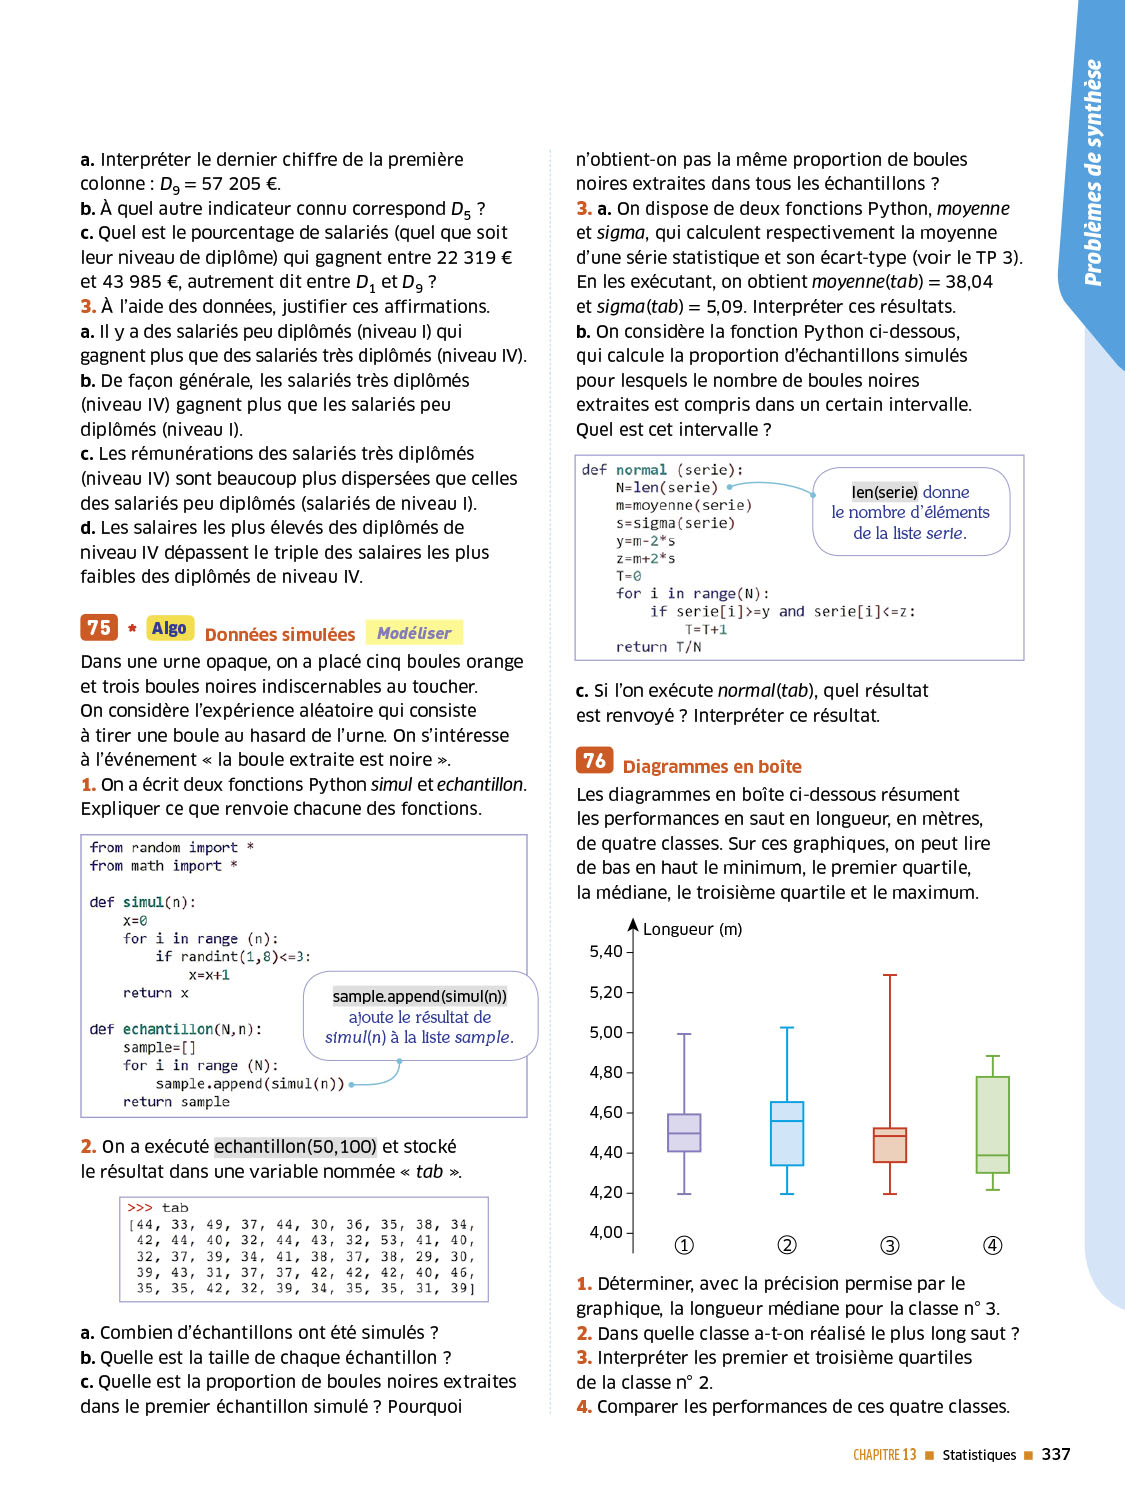 Problèmes de synthèse
a. Interpréter le dernier chiffre de la première
colonne : D9 = 57 205 €.
b. À quel autre indicateur connu correspond D5 ?
c. Quel est le pourcentage de salariés (quel que soit
leur niveau de diplôme) qui gagnent entre 22 319 €
et 43 985 €, autrement dit entre D1 et D9 ?
3. À l'aide des données, justifier ces affirmations.
a. Il y a des salariés peu diplômés (niveau I) qui
gagnent plus que des salariés très diplômés (niveau IV).
b. De façon générale, les salariés très diplômés
(niveau IV) gagnent plus que les salariés peu
diplômés (niveau I).
c. Les rémunérations des salariés très diplômés
(niveau IV) sont beaucoup plus dispersées que celles
des salariés peu diplômés (salariés de niveau I).
d. Les salaires les plus élevés des diplômés de
niveau IV dépassent le triple des salaires les plus
faibles des diplômés de niveau IV.
75 * Algo Données simulées Modéliser
Dans une urne opaque, on a placé cinq boules orange
et trois boules noires indiscernables au toucher.
On considère l'expérience aléatoire qui consiste
à tirer une boule au hasard de l'urne. On s'intéresse
à l'événement « la boule extraite est noire ».
1. On a écrit deux fonctions Python simul et echantillon.
Expliquer ce que renvoie chacune des fonctions.
from random import *
from math import *
def simul(n):
x=0
for i in range (n):
if randint(1,8)<=3:
x=x+1
return x
def echantillon(N,n):
sample=[]
for i in range (N):
sample.append(simul(n))
return sample
sample.append(simul(n))
ajoute le résultat de
simul(n) à la liste sample.
2. On a exécuté echantillon(50,100) et stocké
le résultat dans une variable nommée « tab ».
>>> tab
[44, 33, 49, 37, 44, 30, 36, 35, 38, 34,
42, 44, 40, 32, 44, 43, 32, 53, 41, 40,
32, 37, 39, 34, 41, 38, 37, 38, 29, 30,
39, 43, 31, 37, 37, 42, 42, 42, 40, 46,
35, 35, 42, 32, 39, 34, 35, 35, 31, 39]
a. Combien d'échantillons ont été simulés ?
b. Quelle est la taille de chaque échantillon ?
c. Quelle est la proportion de boules noires extraites
dans le premier échantillon simulé ? Pourquoi
n'obtient-on pas la même proportion de boules
noires extraites dans tous les échantillons ?
3. a. On dispose de deux fonctions Python, moyenne
et sigma, qui calculent respectivement la moyenne
d'une série statistique et son écart-type (voir le TP 3).
En les exécutant, on obtient moyenne(tab) = 38,04
et sigma(tab) = 5,09. Interpréter ces résultats.
b. On considère la fonction Python ci-dessous,
qui calcule la proportion d'échantillons simulés
pour lesquels le nombre de boules noires
extraites est compris dans un certain intervalle.
Quel est cet intervalle ?
def normal (serie):
N=len(serie)
m=moyenne(serie)
s=sigma(serie)
y=m-2*s
z=m+2*s
T=0
for i in range(N):
if serie[i]>=y and serie[i]<=z:
T=T+1
return T/N
len(serie) donne
le nombre d'éléments
de la liste serie.
c. Si l'on exécute normal(tab), quel résultat
est renvoyé ? Interpréter ce résultat.
76 Diagrammes en boîte
Les diagrammes en boîte ci-dessous résument
les performances en saut en longueur, en mètres,
de quatre classes. Sur ces graphiques, on peut lire
de bas en haut le minimum, le premier quartile,
la médiane, le troisième quartile et le maximum.
Longueur (m)
5,40
5,20
5,00
4,80
4,60
4,40
4,20
4,00
① ② ③ ④
1. Déterminer, avec la précision permise par le
graphique, la longueur médiane pour la classe n° 3.
2. Dans quelle classe a-t-on réalisé le plus long saut ?
3. Interpréter les premier et troisième quartiles
de la classe n° 2.
4. Comparer les performances de ces quatre classes.
CHAPITRE 13 ■ Statistiques ■ 337